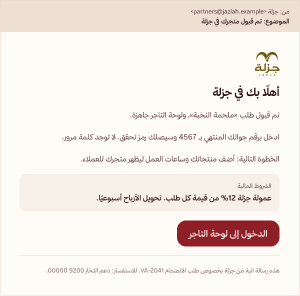 من: جزلة <partners@jazlah.example>
الموضوع: تم قبول متجرك في جزلة
جزلة
JAZLA
أهلًا بك في جزلة
تم قبول طلب «ملحمة النخبة»، ولوحة التاجر جاهزة.
ادخل برقم جوالك المنتهي بـ 4567 وسيصلك رمز تحقق. لا توجد كلمة مرور.
الخطوة التالية: أضف منتجاتك وساعات العمل ليظهر متجرك للعملاء.
الشروط المالية
عمولة جزلة 12% من قيمة كل طلب. تحويل الأرباح أسبوعيًا.
الدخول إلى لوحة التاجر
هذه رسالة آلية من جزلة بخصوص طلب الانضمام VA-2041. للاستفسار: دعم التجار 9200 00000.